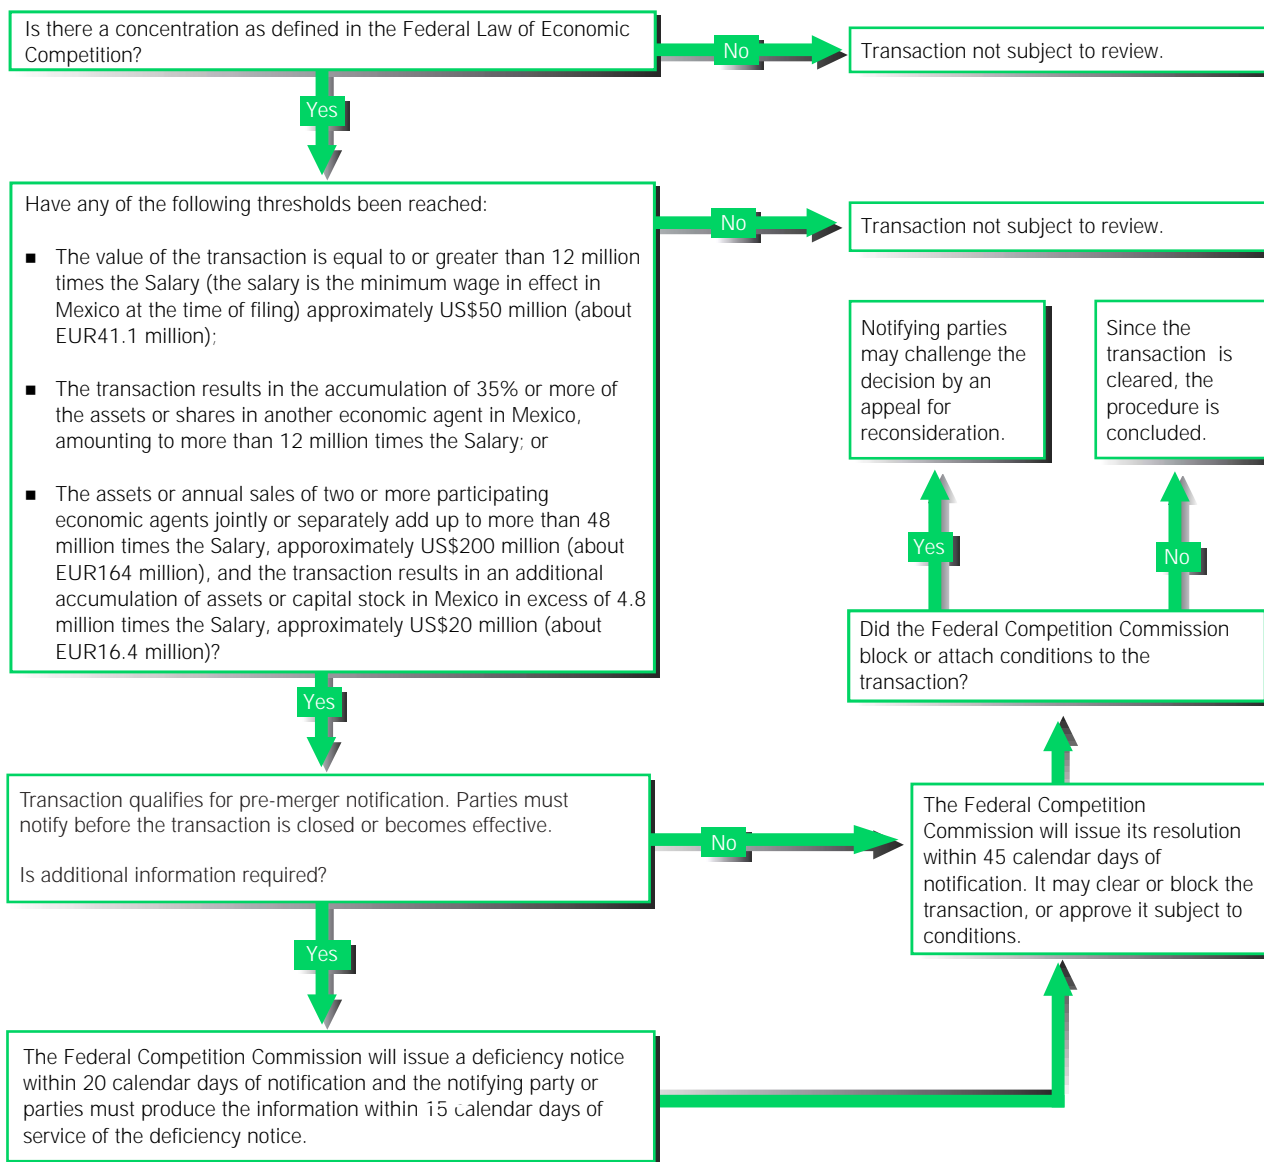 Is there a concentration as defined in the Federal Law of Economic
Competition?
No
Transaction not subject to review.
Yes
Have any of the following thresholds been reached:
■ The value of the transaction is equal to or greater than 12 million
times the Salary (the salary is the minimum wage in effect in
Mexico at the time of filing) approximately US$50 million (about
EUR41.1 million);
■ The transaction results in the accumulation of 35% or more of
the assets or shares in another economic agent in Mexico,
amounting to more than 12 million times the Salary; or
■ The assets or annual sales of two or more participating
economic agents jointly or separately add up to more than 48
million times the Salary, apporoximately US$200 million (about
EUR164 million), and the transaction results in an additional
accumulation of assets or capital stock in Mexico in excess of 4.8
million times the Salary, approximately US$20 million (about
EUR16.4 million)?
No
Transaction not subject to review.
Notifying parties
may challenge the
decision by an
appeal for
reconsideration.
Since the
transaction is
cleared, the
procedure is
concluded.
Yes
No
Did the Federal Competition Commission
block or attach conditions to the
transaction?
Yes
Transaction qualifies for pre-merger notification. Parties must
notify before the transaction is closed or becomes effective.
Is additional information required?
No
The Federal Competition
Commission will issue its resolution
within 45 calendar days of
notification. It may clear or block the
transaction, or approve it subject to
conditions.
Yes
The Federal Competition Commission will issue a deficiency notice
within 20 calendar days of notification and the notifying party or
parties must produce the information within 15 calendar days of
service of the deficiency notice.